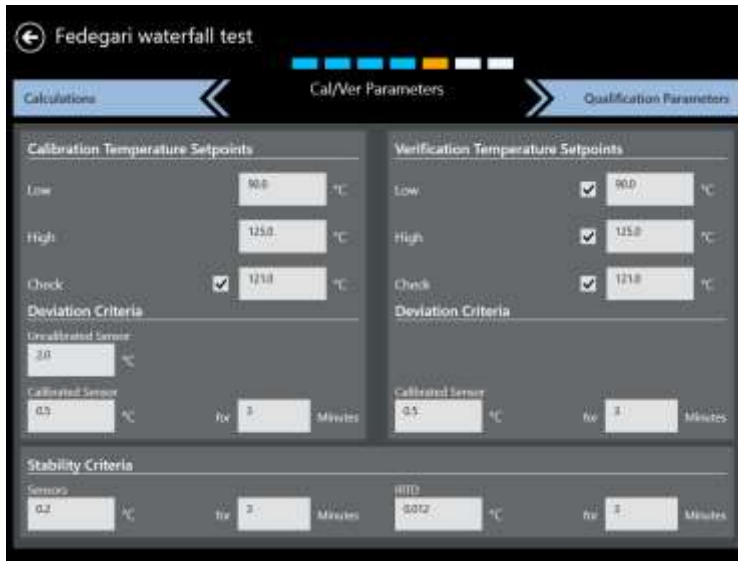 Fedegari waterfall test
Calculations
Cal/Ver Parameters
Qualification Parameters
Calibration Temperature Setpoints
Low 90.0 °C
High 125.0 °C
Check 121.0 °C
Deviation Criteria
Uncalibrated Sensor
2.0 °C
Calibrated Sensor
0.5 °C for 3 Minutes
Verification Temperature Setpoints
Low 90.0 °C
High 125.0 °C
Check 121.0 °C
Deviation Criteria
Calibrated Sensor
0.5 °C for 3 Minutes
Stability Criteria
Sensors
0.2 °C for 3 Minutes
IRTD
0.012 °C for 3 Minutes